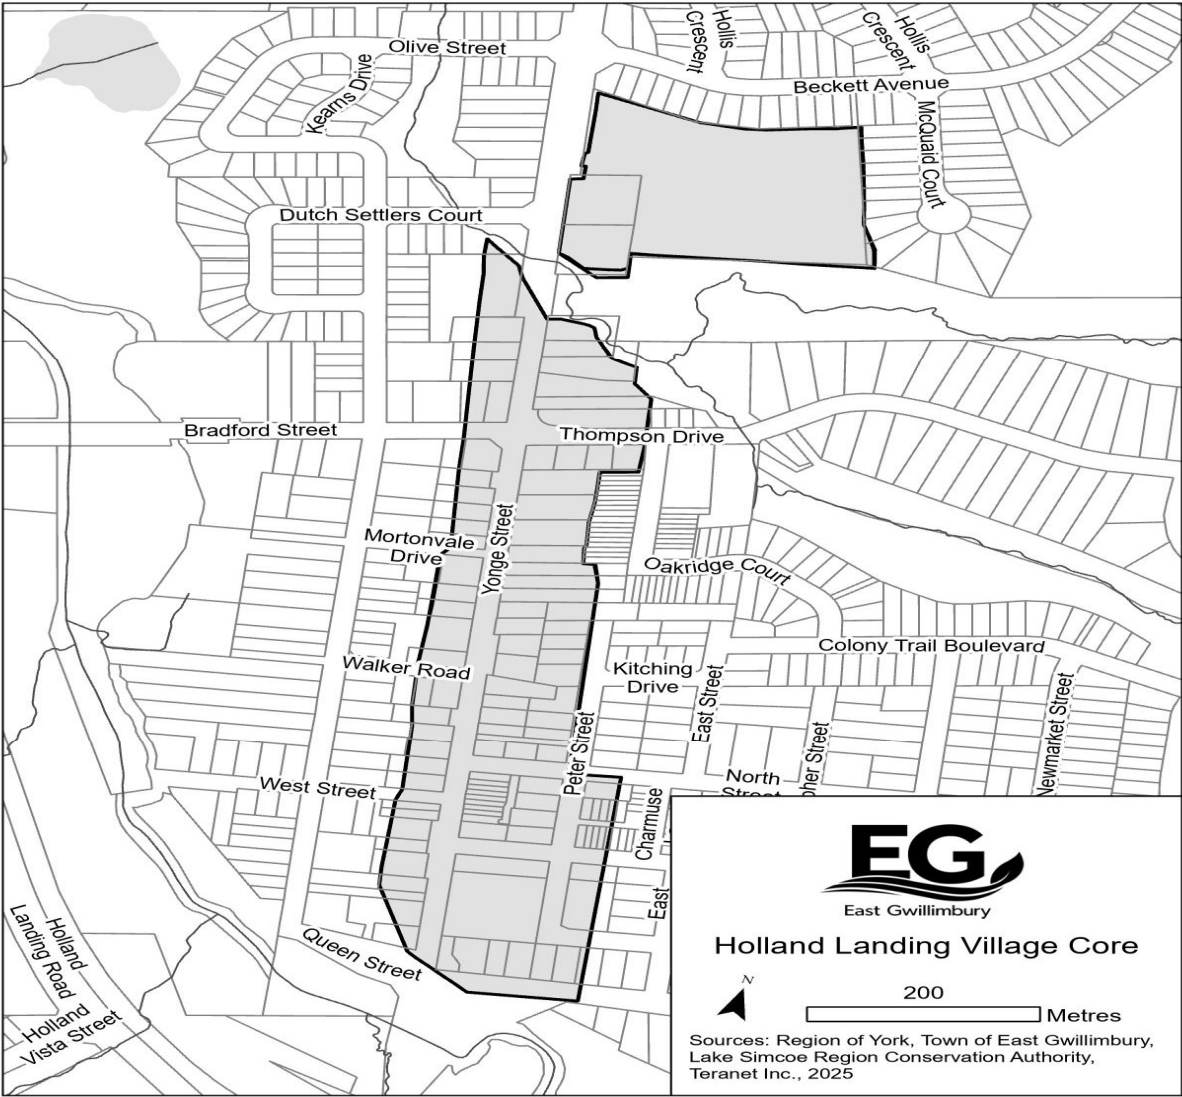 Hollis
Crescent
Hollis
Crescent
Olive Street
Kearns Drive
Beckett Avenue
McQuaid Court
Dutch Settlers Court
Bradford Street
Thompson Drive
Yonge Street
Mortonvale
Drive
Oakridge Court
Colony Trail Boulevard
Walker Road
Kitching
Drive
East Street
Newmarket Street
Peter Street
pher Street
West Street
North
Street
Charmuse
East
Queen Street
Holland
Landing Road
Holland
Vista Street
EG
East Gwillimbury
Holland Landing Village Core
N
200
Metres
Sources: Region of York, Town of East Gwillimbury,
Lake Simcoe Region Conservation Authority,
Teranet Inc., 2025